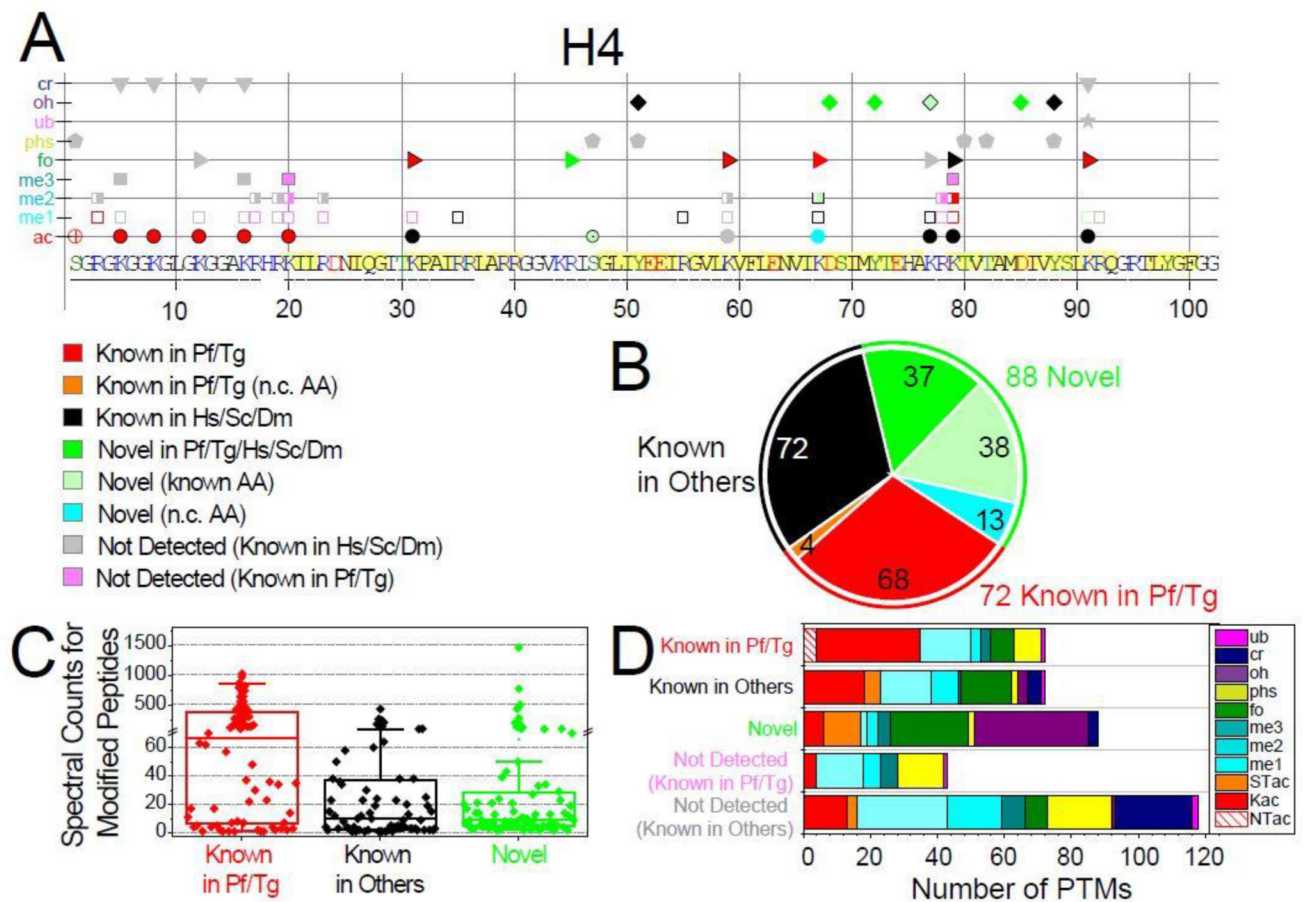 A
H4
cr
oh
ub
phs
fo
me3
me2
me1
ac
SGRGKGGKGLGKGGAKRHRKILRDNIQGITKPAIRRLARRGGVKRISGLIYEEIRGVLKVFLENVIKDSIMYTEHAKRKTVTAMDIVYSLKRQGRTLYGFGG
10 20 30 40 50 60 70 80 90 100
Known in Pf/Tg
Known in Pf/Tg (n.c. AA)
Known in Hs/Sc/Dm
Novel in Pf/Tg/Hs/Sc/Dm
Novel (known AA)
Novel (n.c. AA)
Not Detected (Known in Hs/Sc/Dm)
Not Detected (Known in Pf/Tg)
B
88 Novel
37
38
13
68
4
72
Known
in Others
72 Known in Pf/Tg
C
Spectral Counts for
Modified Peptides
1500
1000
500
60
40
20
0
Known
in Pf/Tg
Known
in Others
Novel
D
Known in Pf/Tg
Known in Others
Novel
Not Detected
(Known in Pf/Tg)
Not Detected
(Known in Others)
0 20 40 60 80 100 120
Number of PTMs
ub
cr
oh
phs
fo
me3
me2
me1
STac
Kac
NTac